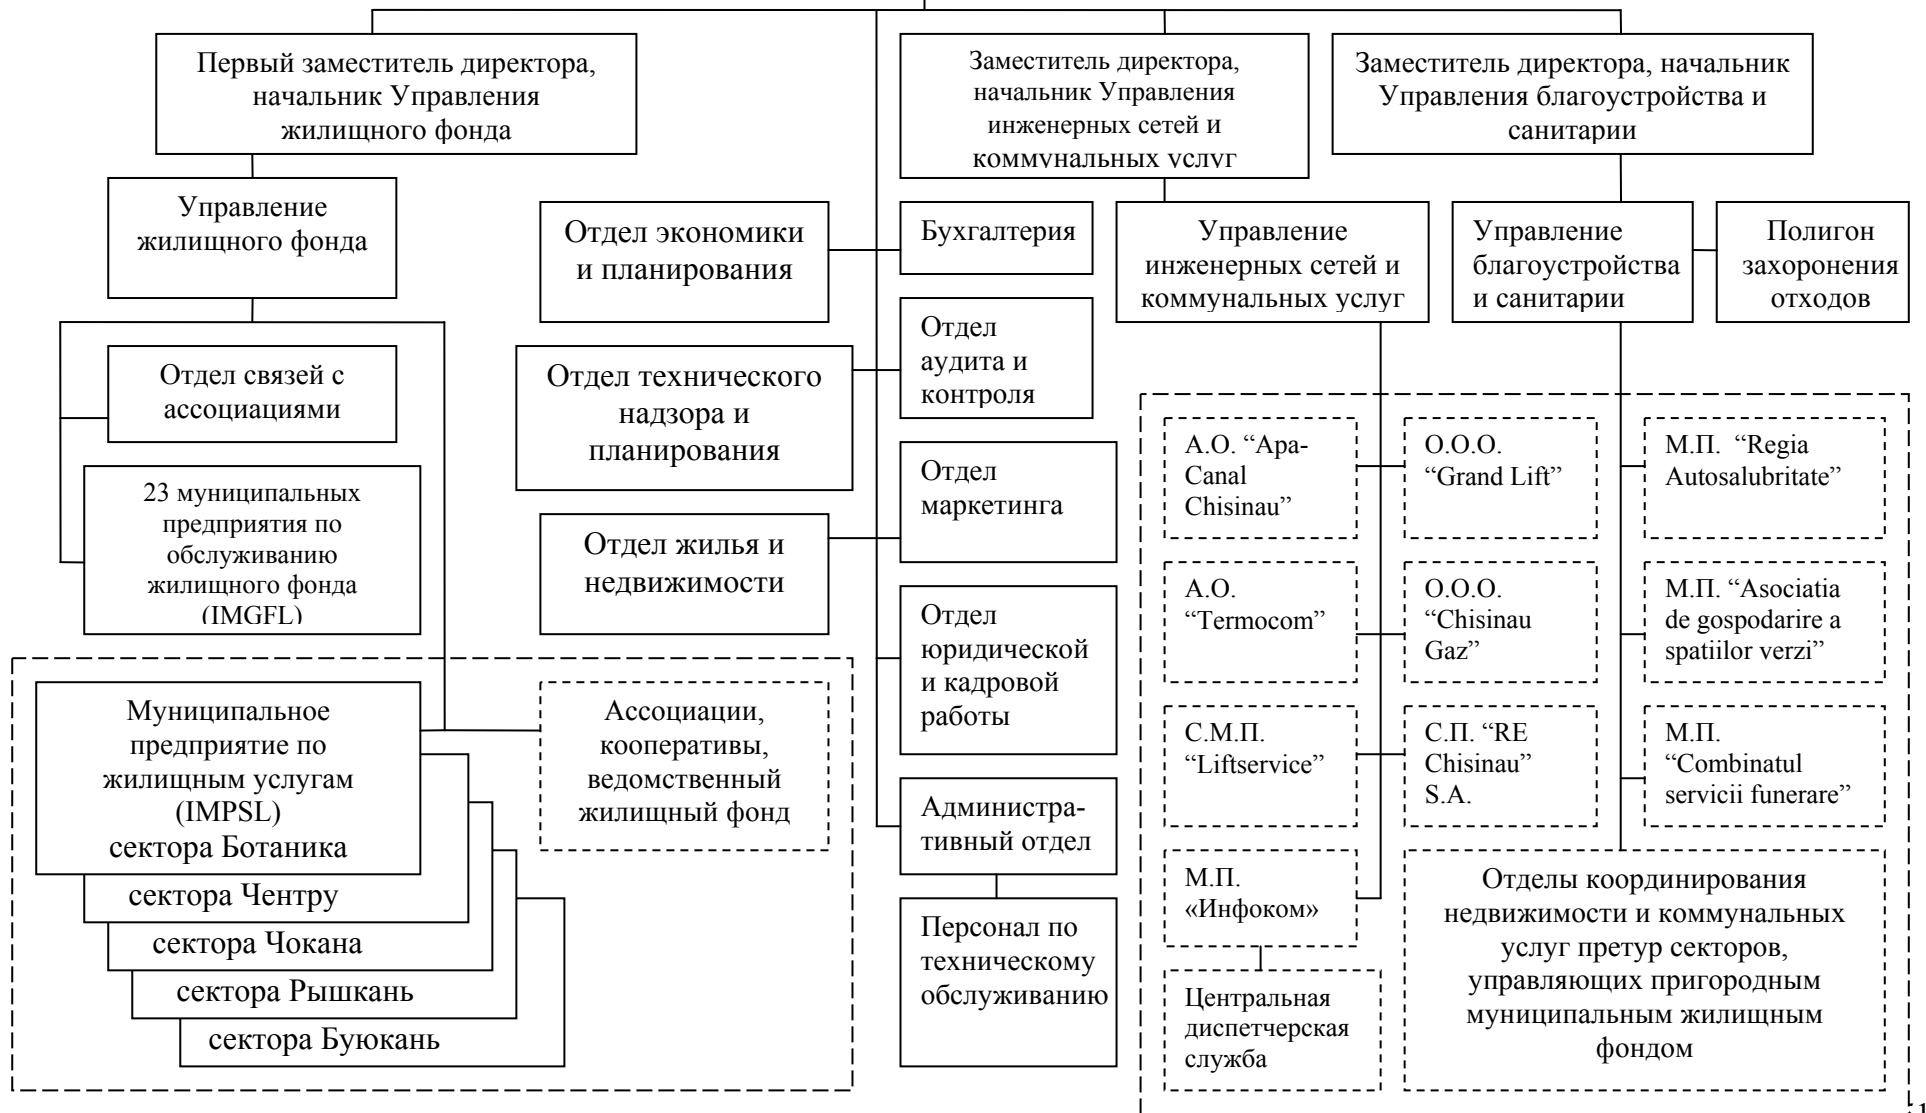 Первый заместитель директора,
начальник Управления
жилищного фонда
Заместитель директора,
начальник Управления
инженерных сетей и
коммунальных услуг
Заместитель директора, начальник
Управления благоустройства и
санитарии
Управление
жилищного фонда
Отдел экономики
и планирования
Бухгалтерия
Управление
инженерных сетей и
коммунальных услуг
Управление
благоустройства
и санитарии
Полигон
захоронения
отходов
Отдел связей с
ассоциациями
Отдел технического
надзора и
планирования
Отдел
аудита и
контроля
23 муниципальных
предприятия по
обслуживанию
жилищного фонда
(IMGFL)
Отдел жилья и
недвижимости
Отдел
маркетинга
Отдел
юридической
и кадровой
работы
Администра-
тивный отдел
Персонал по
техническому
обслуживанию
Муниципальное
предприятие по
жилищным услугам
(IMPSL)
сектора Ботаника
сектора Чентру
сектора Чокана
сектора Рышкань
сектора Буюкань
Ассоциации,
кооперативы,
ведомственный
жилищный фонд
А.О. “Apa-
Canal
Chisinau”
О.О.О.
“Grand Lift”
М.П. “Regia
Autosalubritate”
А.О.
“Termocom”
О.О.О.
“Chisinau
Gaz”
М.П. “Asociatia
de gospodarire a
spatiilor verzi”
С.М.П.
“Liftservice”
С.П. “RE
Chisinau”
S.A.
М.П.
“Combinatul
servicii funerare”
М.П.
«Инфоком»
Центральная
диспетчерская
служба
Отделы координирования
недвижимости и коммунальных
услуг претур секторов,
управляющих пригородным
муниципальным жилищным
фондом